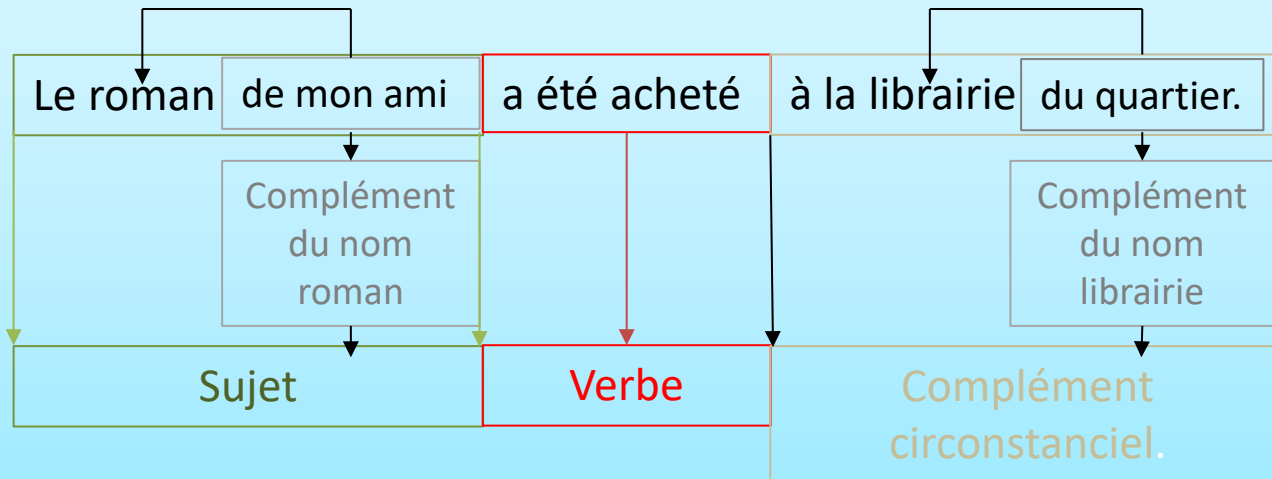 Le roman de mon ami a été acheté à la librairie du quartier.
Complément
du nom
roman
Complément
du nom
librairie
Sujet
Verbe
Complément
circonstanciel.